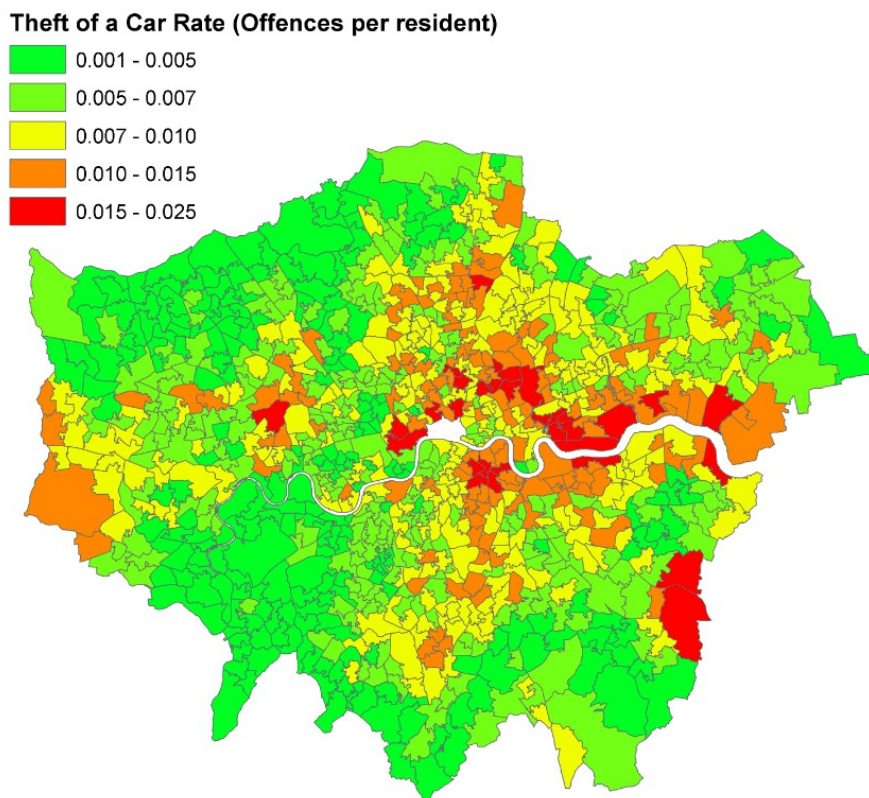 Theft of a Car Rate (Offences per resident)
0.001 - 0.005
0.005 - 0.007
0.007 - 0.010
0.010 - 0.015
0.015 - 0.025